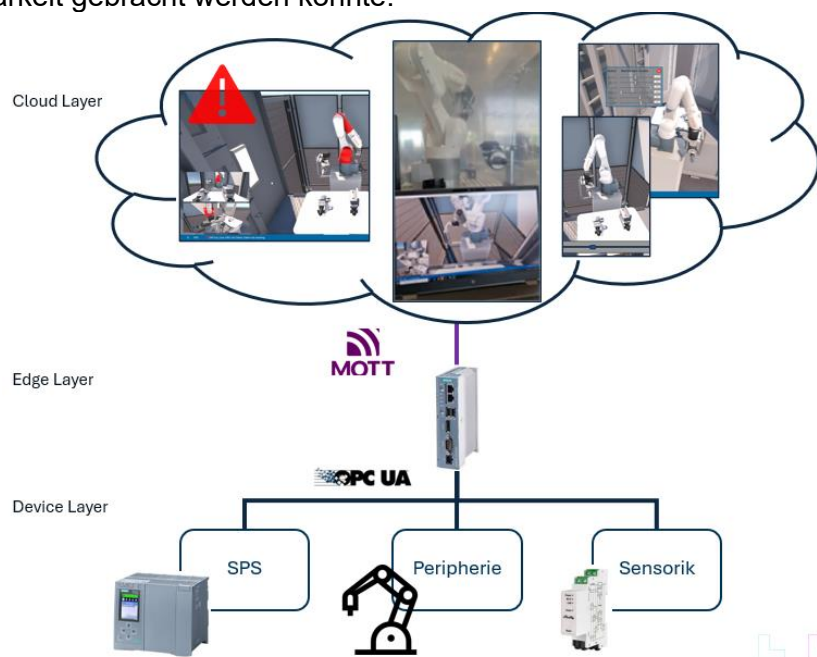 arkeit gebracht werden konnte.
Cloud Layer
MQTT
Edge Layer
OPC UA
Device Layer
SPS
Peripherie
Sensorik